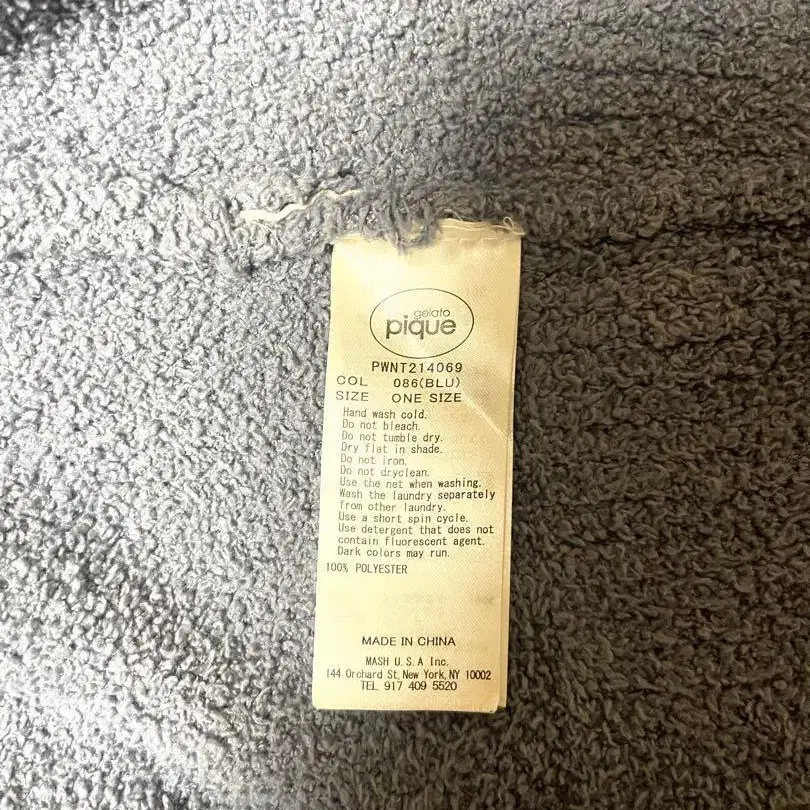 gelato
pique
PWNT214069
COL 086(BLU)
SIZE ONE SIZE
Hand wash cold.
Do not bleach.
Do not tumble dry.
Dry flat in shade.
Do not iron.
Do not dryclean.
Use the net when washing.
Wash the laundry separately
from other laundry.
Use a short spin cycle.
Use detergent that does not
contain fluorescent agent.
Dark colors may run.
100% POLYESTER
MADE IN CHINA
MASH U.S.A Inc.
144 Orchard St, New York, NY 10002
TEL 917 409 5520